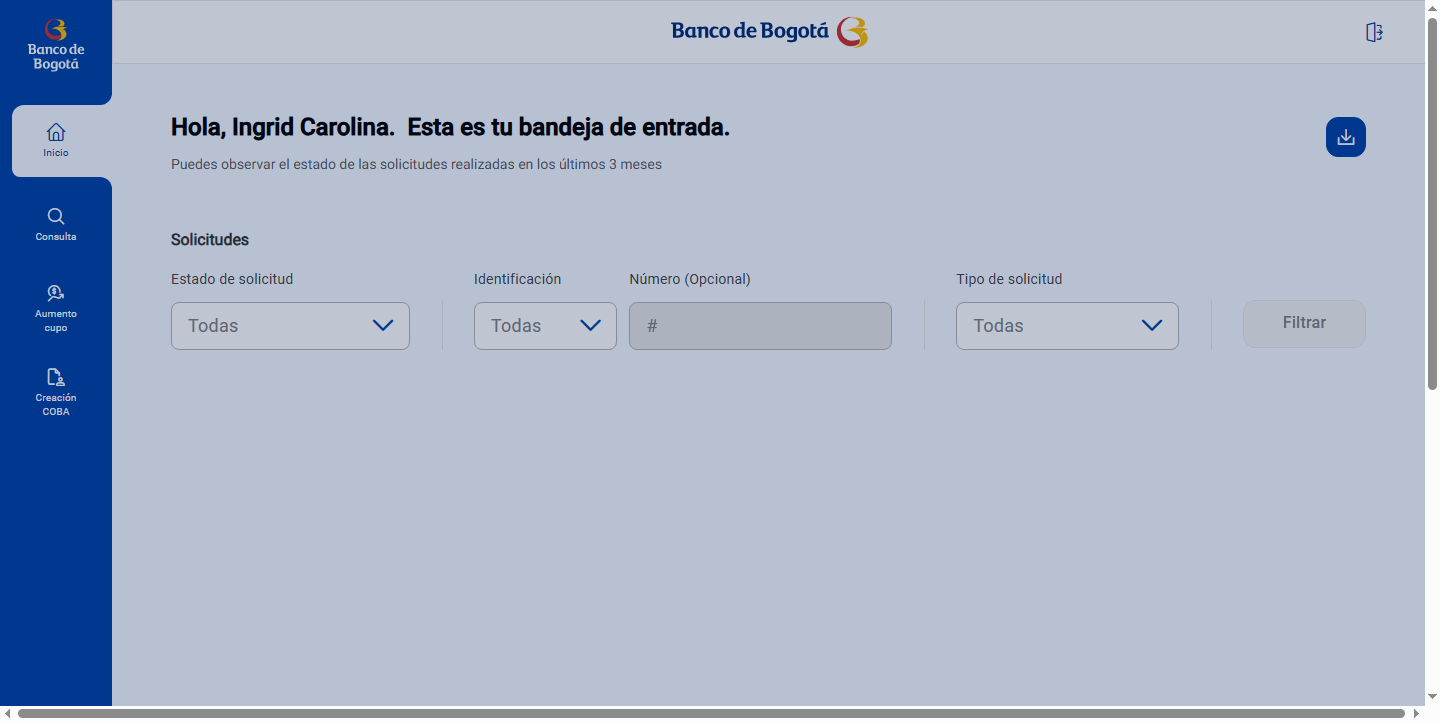 Banco de
Bogotá
Banco de Bogotá
Inicio
Consulta
Aumento
cupo
Creación
COBA
Hola, Ingrid Carolina.  Esta es tu bandeja de entrada.
Puedes observar el estado de las solicitudes realizadas en los últimos 3 meses
Solicitudes
Estado de solicitud
Identificación
Número (Opcional)
Tipo de solicitud
Todas
Todas
#
Todas
Filtrar